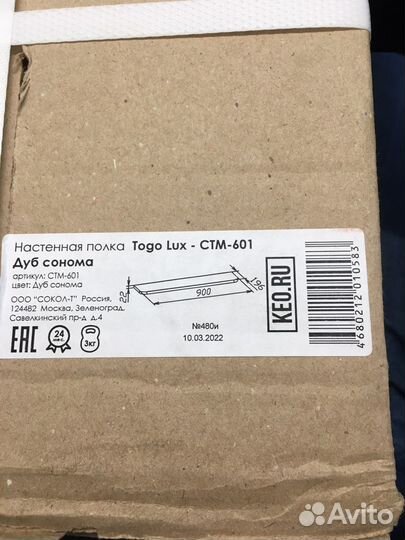 Настенная полка Togo Lux - СТМ-601
Дуб сонома
артикул: СТМ-601
цвет: Дуб сонома
ООО "СОКОЛ-Т" Россия,
124482 Москва, Зеленоград,
Савелкинский пр-д д.4
22
900
196
EAC
24
3кг
№480и
10.03.2022
KEO.RU
4680212010583
Avito